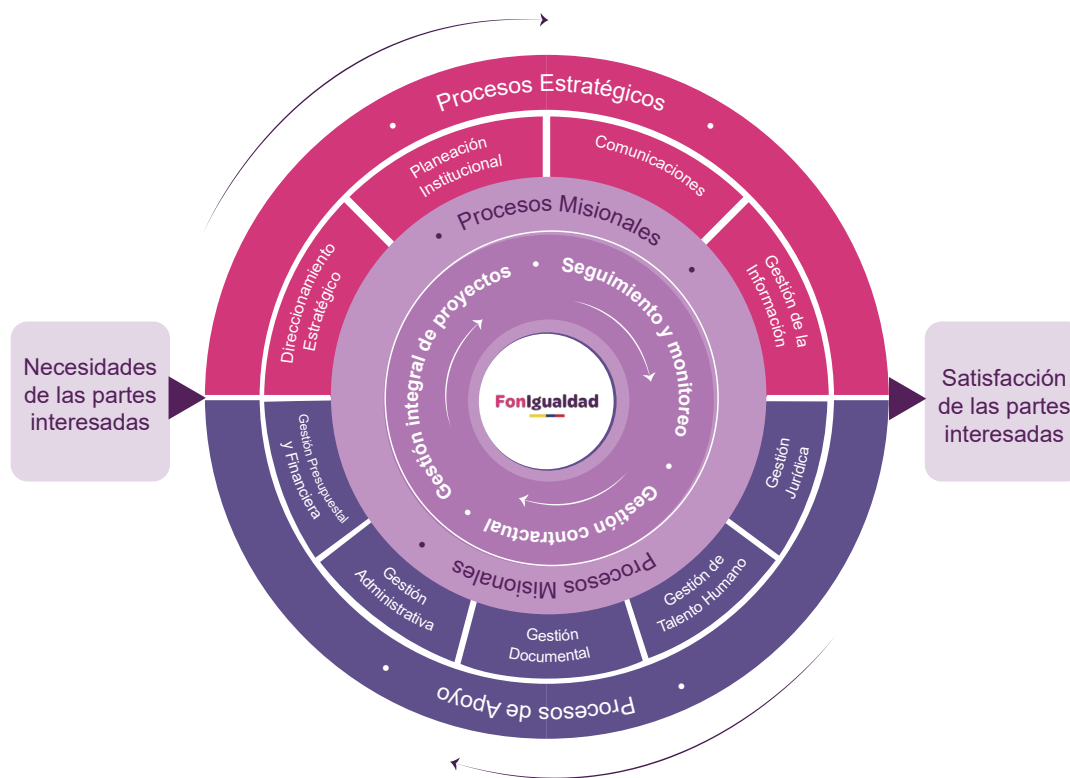 Procesos Estratégicos
Planeación
Institucional
Comunicaciones
Direccionamiento
Estratégico
Gestión de la
Información
Procesos Misionales
Gestión integral de proyectos
Seguimiento y monitoreo
Gestión contractual
FonIgualdad
Necesidades
de las partes
interesadas
Satisfacción
de las partes
interesadas
Gestión Presupuestal
y Financiera
Gestión
Administrativa
Gestión
Documental
Gestión de
Talento Humano
Gestión
Jurídica
Procesos Misionales
Procesos de Apoyo